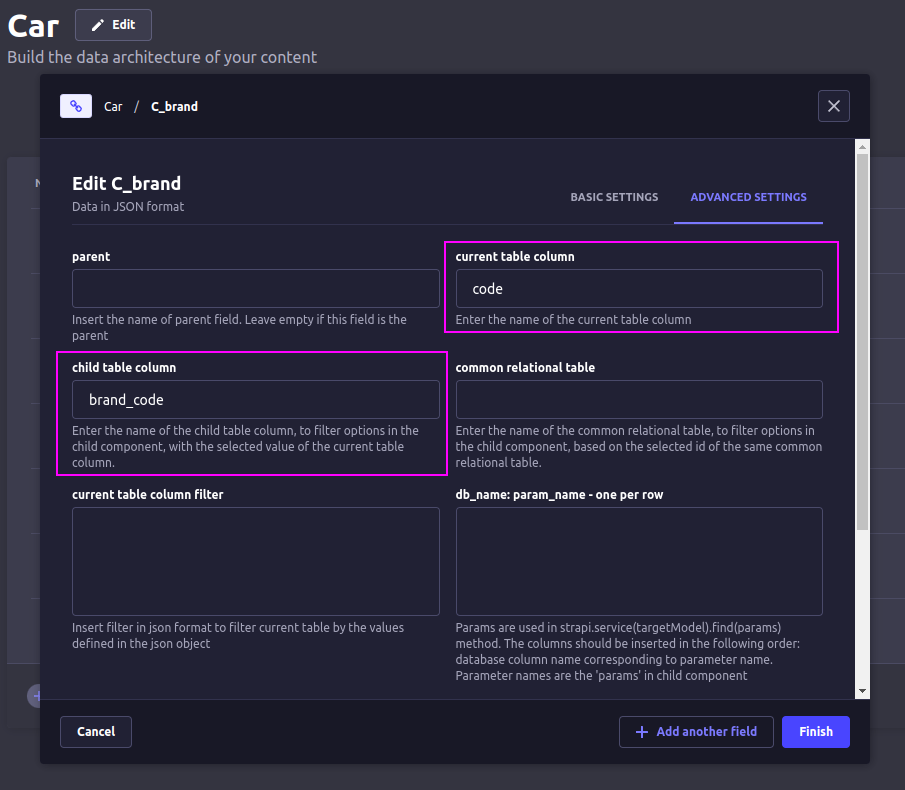 Car
Edit
Build the data architecture of your content
Car / C_brand
N
Edit C_brand
Data in JSON format
BASIC SETTINGS
ADVANCED SETTINGS
parent
Insert the name of parent field. Leave empty if this field is the
parent
current table column
code
Enter the name of the current table column
child table column
brand_code
Enter the name of the child table column, to filter options in the
child component, with the selected value of the current table
column.
common relational table
Enter the name of the common relational table, to filter options in
the child component, based on the selected id of the same common
relational table.
current table column filter
Insert filter in json format to filter current table by the values
defined in the json object
db_name: param_name - one per row
Params are used in strapi.service(targetModel).find(params)
method. The columns should be inserted in the following order:
database column name corresponding to parameter name.
Parameter names are the 'params' in child component
Cancel
Add another field
Finish